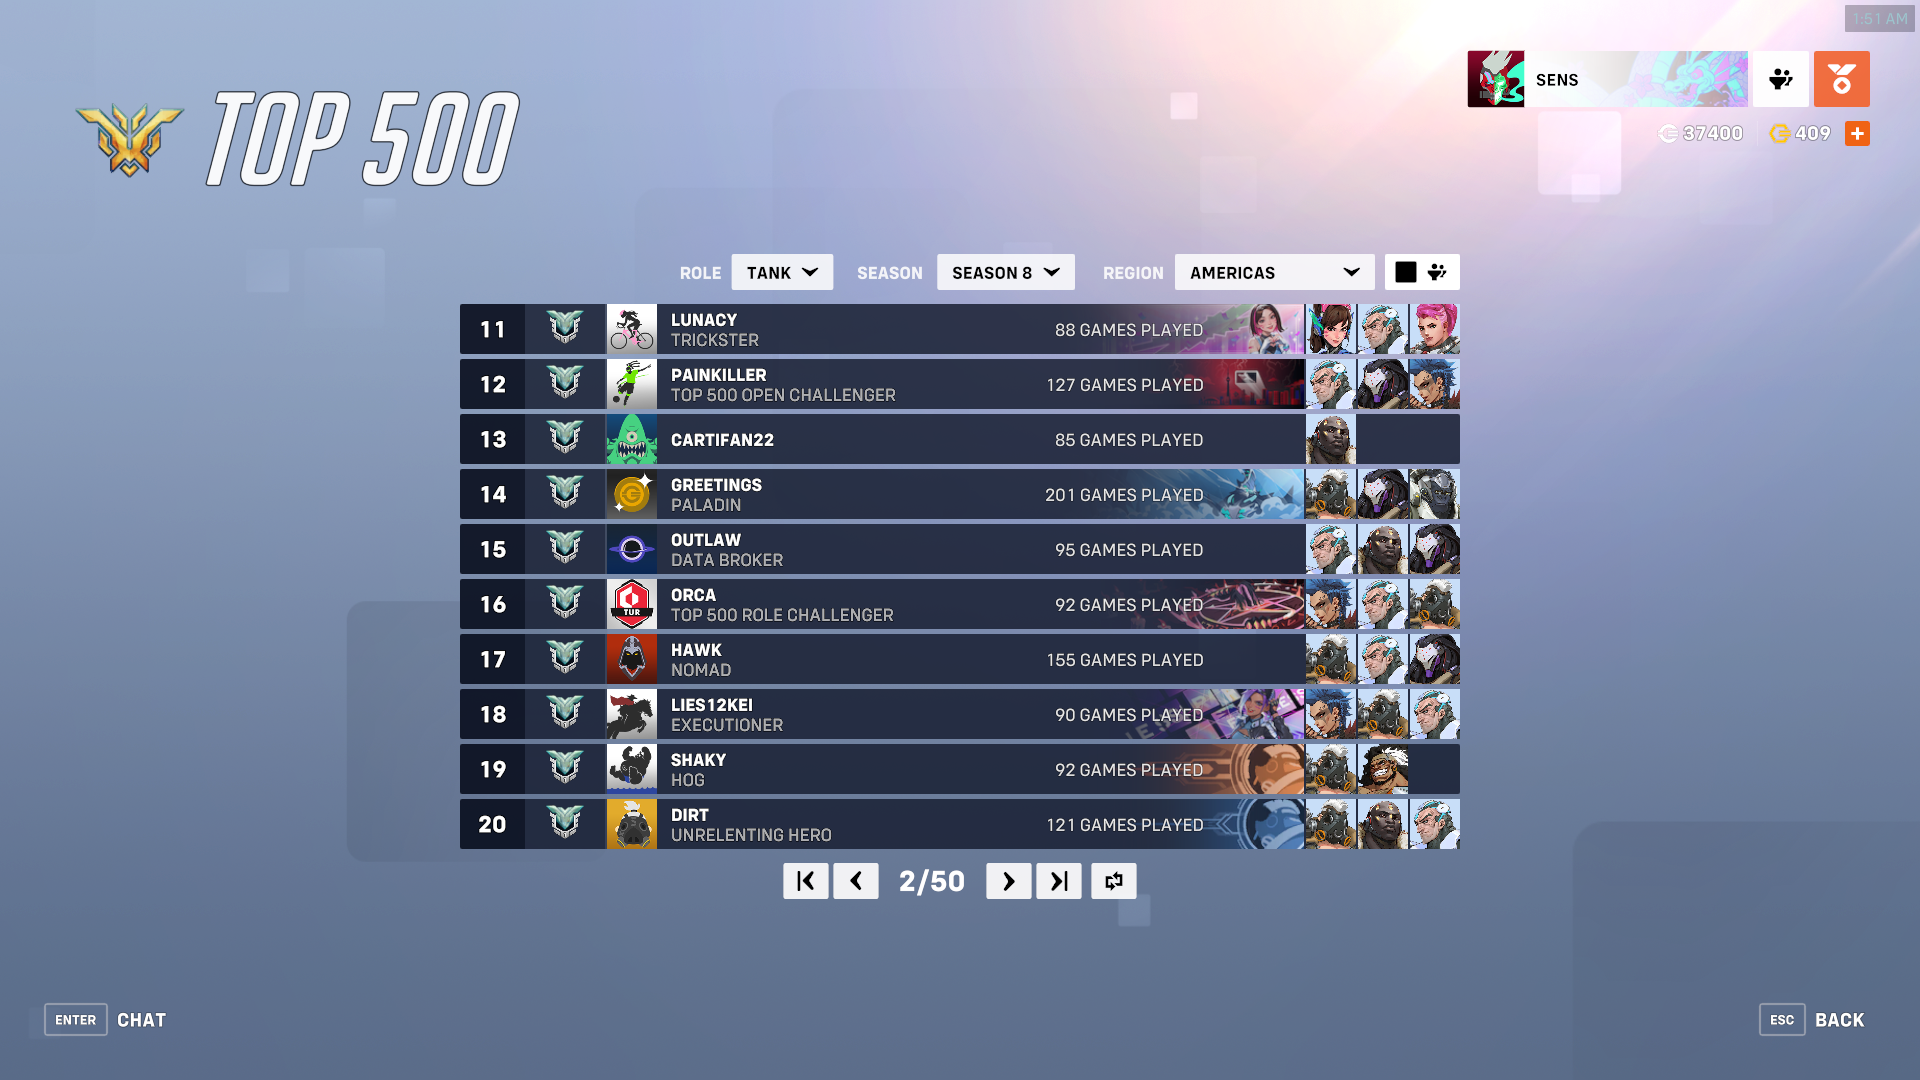 1:51 AM
TOP 500
SENS
37400 409
ROLE TANK SEASON SEASON 8 REGION AMERICAS
11 LUNACY 88 GAMES PLAYED
TRICKSTER
12 PAINKILLER 127 GAMES PLAYED
TOP 500 OPEN CHALLENGER
13 CARTIFAN22 85 GAMES PLAYED
14 GREETINGS 201 GAMES PLAYED
PALADIN
15 OUTLAW 95 GAMES PLAYED
DATA BROKER
16 TUR ORCA 92 GAMES PLAYED
TOP 500 ROLE CHALLENGER
17 HAWK 155 GAMES PLAYED
NOMAD
18 LIES12KEI 90 GAMES PLAYED
EXECUTIONER
19 SHAKY 92 GAMES PLAYED
HOG
20 DIRT 121 GAMES PLAYED
UNRELENTING HERO
2/50
ENTER CHAT
ESC BACK